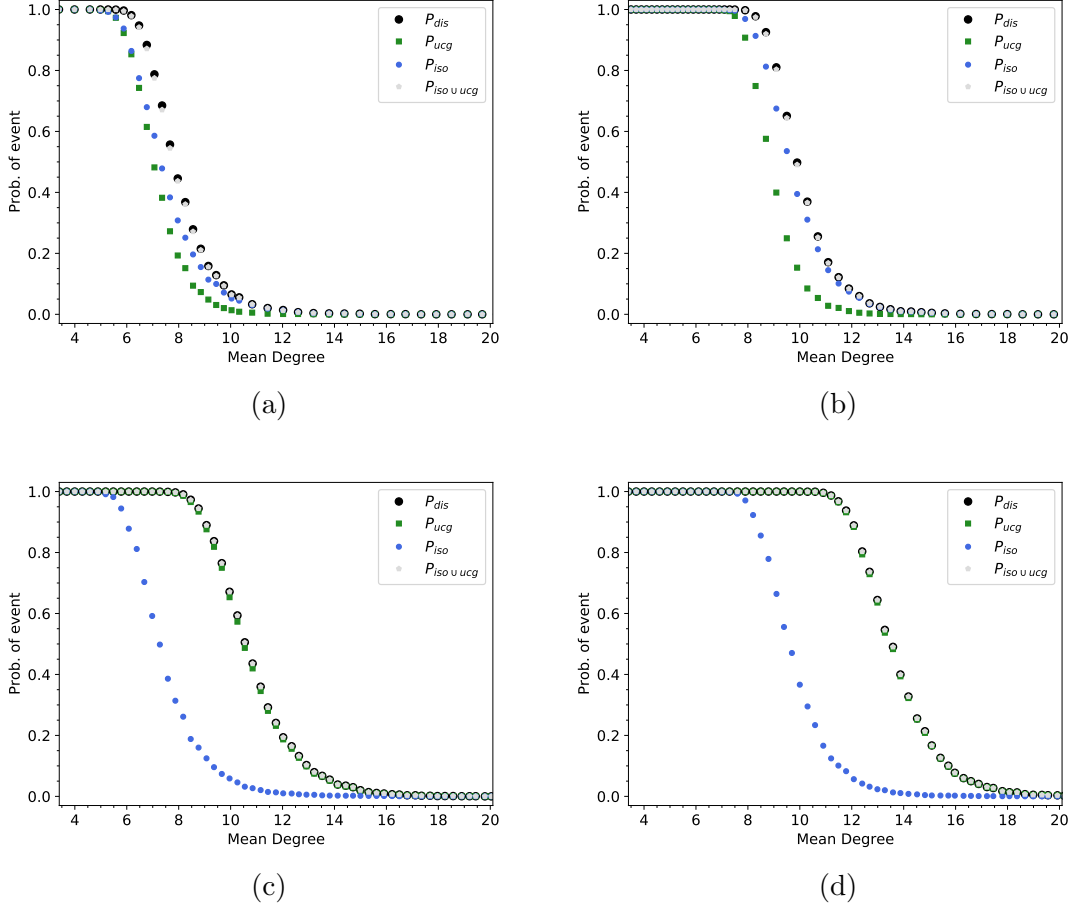 1.0
0.8
0.6
0.4
0.2
0.0
Prob. of event
4 6 8 10 12 14 16 18 20
Mean Degree
P_dis
P_ucg
P_iso
P_iso ∪ ucg
(a)
1.0
0.8
0.6
0.4
0.2
0.0
Prob. of event
4 6 8 10 12 14 16 18 20
Mean Degree
P_dis
P_ucg
P_iso
P_iso ∪ ucg
(b)
1.0
0.8
0.6
0.4
0.2
0.0
Prob. of event
4 6 8 10 12 14 16 18 20
Mean Degree
P_dis
P_ucg
P_iso
P_iso ∪ ucg
(c)
1.0
0.8
0.6
0.4
0.2
0.0
Prob. of event
4 6 8 10 12 14 16 18 20
Mean Degree
P_dis
P_ucg
P_iso
P_iso ∪ ucg
(d)